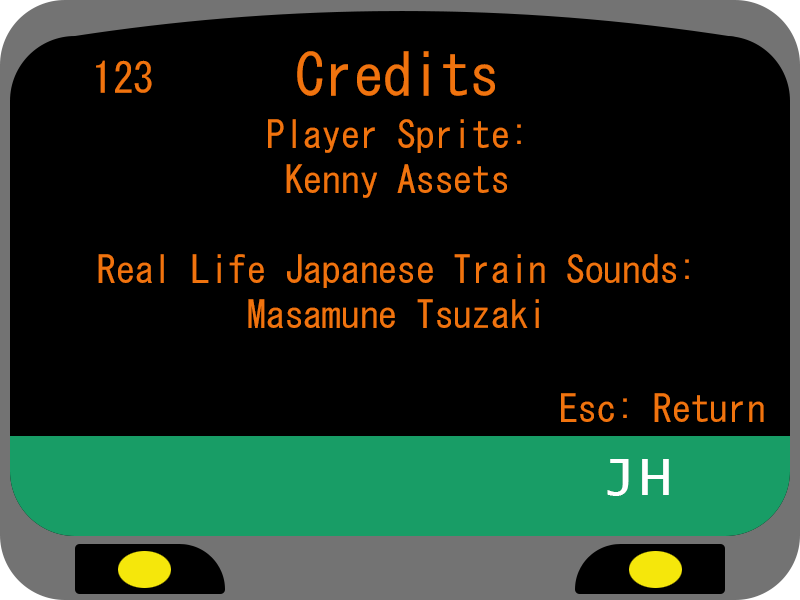 123
Credits
Player Sprite:
Kenny Assets
Real Life Japanese Train Sounds:
Masamune Tsuzaki
Esc: Return
JH